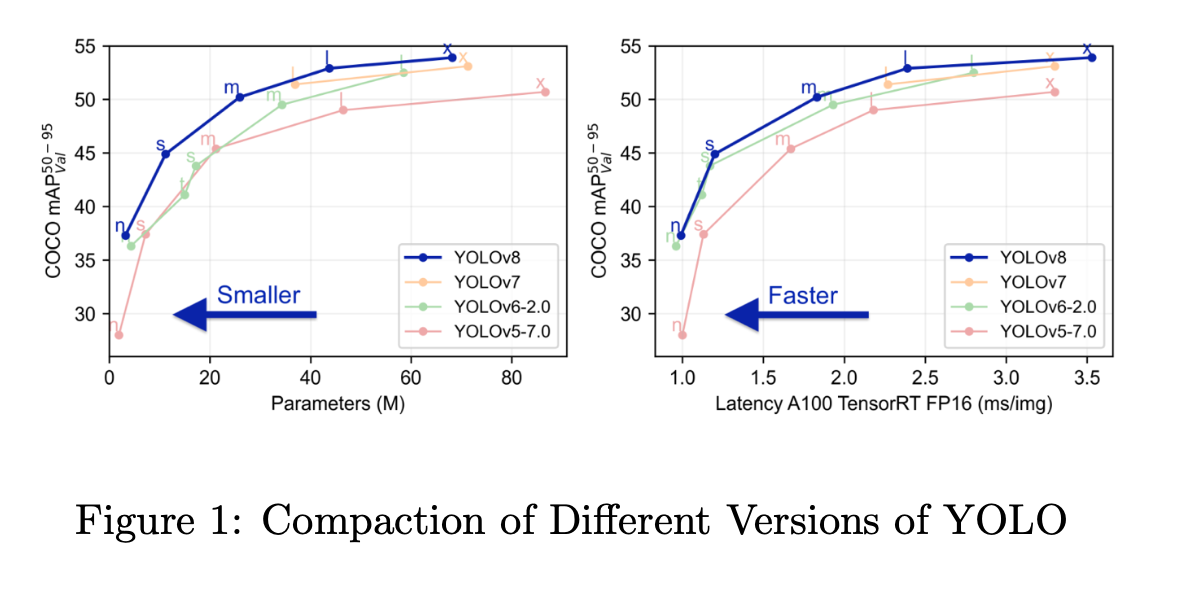 55
50
45
40
35
30
COCO mAP50-95 Val
n
s
m
l
x
l
x
n
t
s
m
l
n
s
m
l
x
Smaller
YOLOv8
YOLOv7
YOLOv6-2.0
YOLOv5-7.0
0 20 40 60 80
Parameters (M)
55
50
45
40
35
30
COCO mAP50-95 Val
n
s
m
l
x
l
x
n
t
s
m
l
n
s
m
l
x
Faster
YOLOv8
YOLOv7
YOLOv6-2.0
YOLOv5-7.0
1.0 1.5 2.0 2.5 3.0 3.5
Latency A100 TensorRT FP16 (ms/img)
Figure 1: Compaction of Different Versions of YOLO